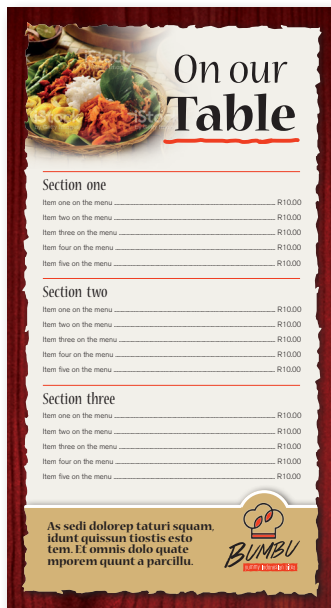 iStock
On our
Table
Section one
Item one on the menu R10.00
Item two on the menu R10.00
Item three on the menu R10.00
Item four on the menu R10.00
Item five on the menu R10.00
Section two
Item one on the menu R10.00
Item two on the menu R10.00
Item three on the menu R10.00
Item four on the menu R10.00
Item five on the menu R10.00
Section three
Item one on the menu R10.00
Item two on the menu R10.00
Item three on the menu R10.00
Item four on the menu R10.00
Item five on the menu R10.00
As sedi dolorep taturi squam,
idunt quissun tiostis esto
tem. Et omnis dolo quate
mporem quunt a parcillu.
BUMBU